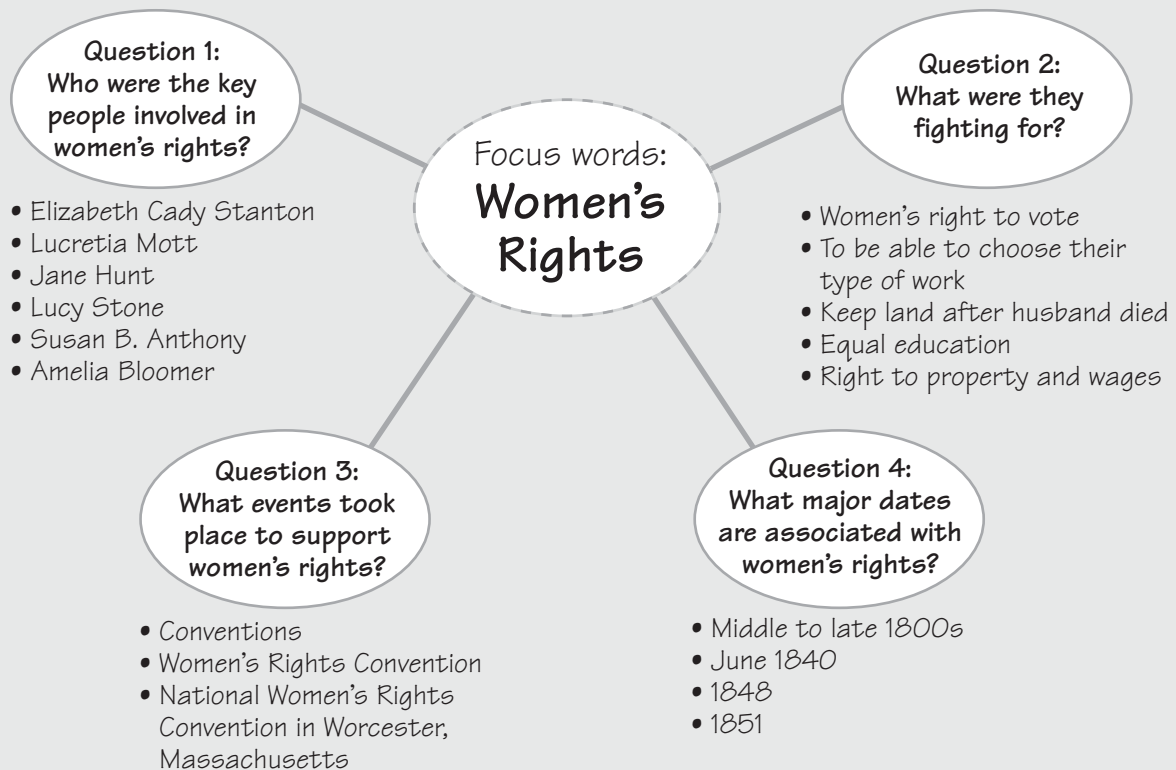 Question 1:
Who were the key
people involved in
women's rights?
• Elizabeth Cady Stanton
• Lucretia Mott
• Jane Hunt
• Lucy Stone
• Susan B. Anthony
• Amelia Bloomer
Focus words:
Women's
Rights
Question 2:
What were they
fighting for?
• Women's right to vote
• To be able to choose their
type of work
• Keep land after husband died
• Equal education
• Right to property and wages
Question 3:
What events took
place to support
women's rights?
• Conventions
• Women's Rights Convention
• National Women's Rights
Convention in Worcester,
Massachusetts
Question 4:
What major dates
are associated with
women's rights?
• Middle to late 1800s
• June 1840
• 1848
• 1851